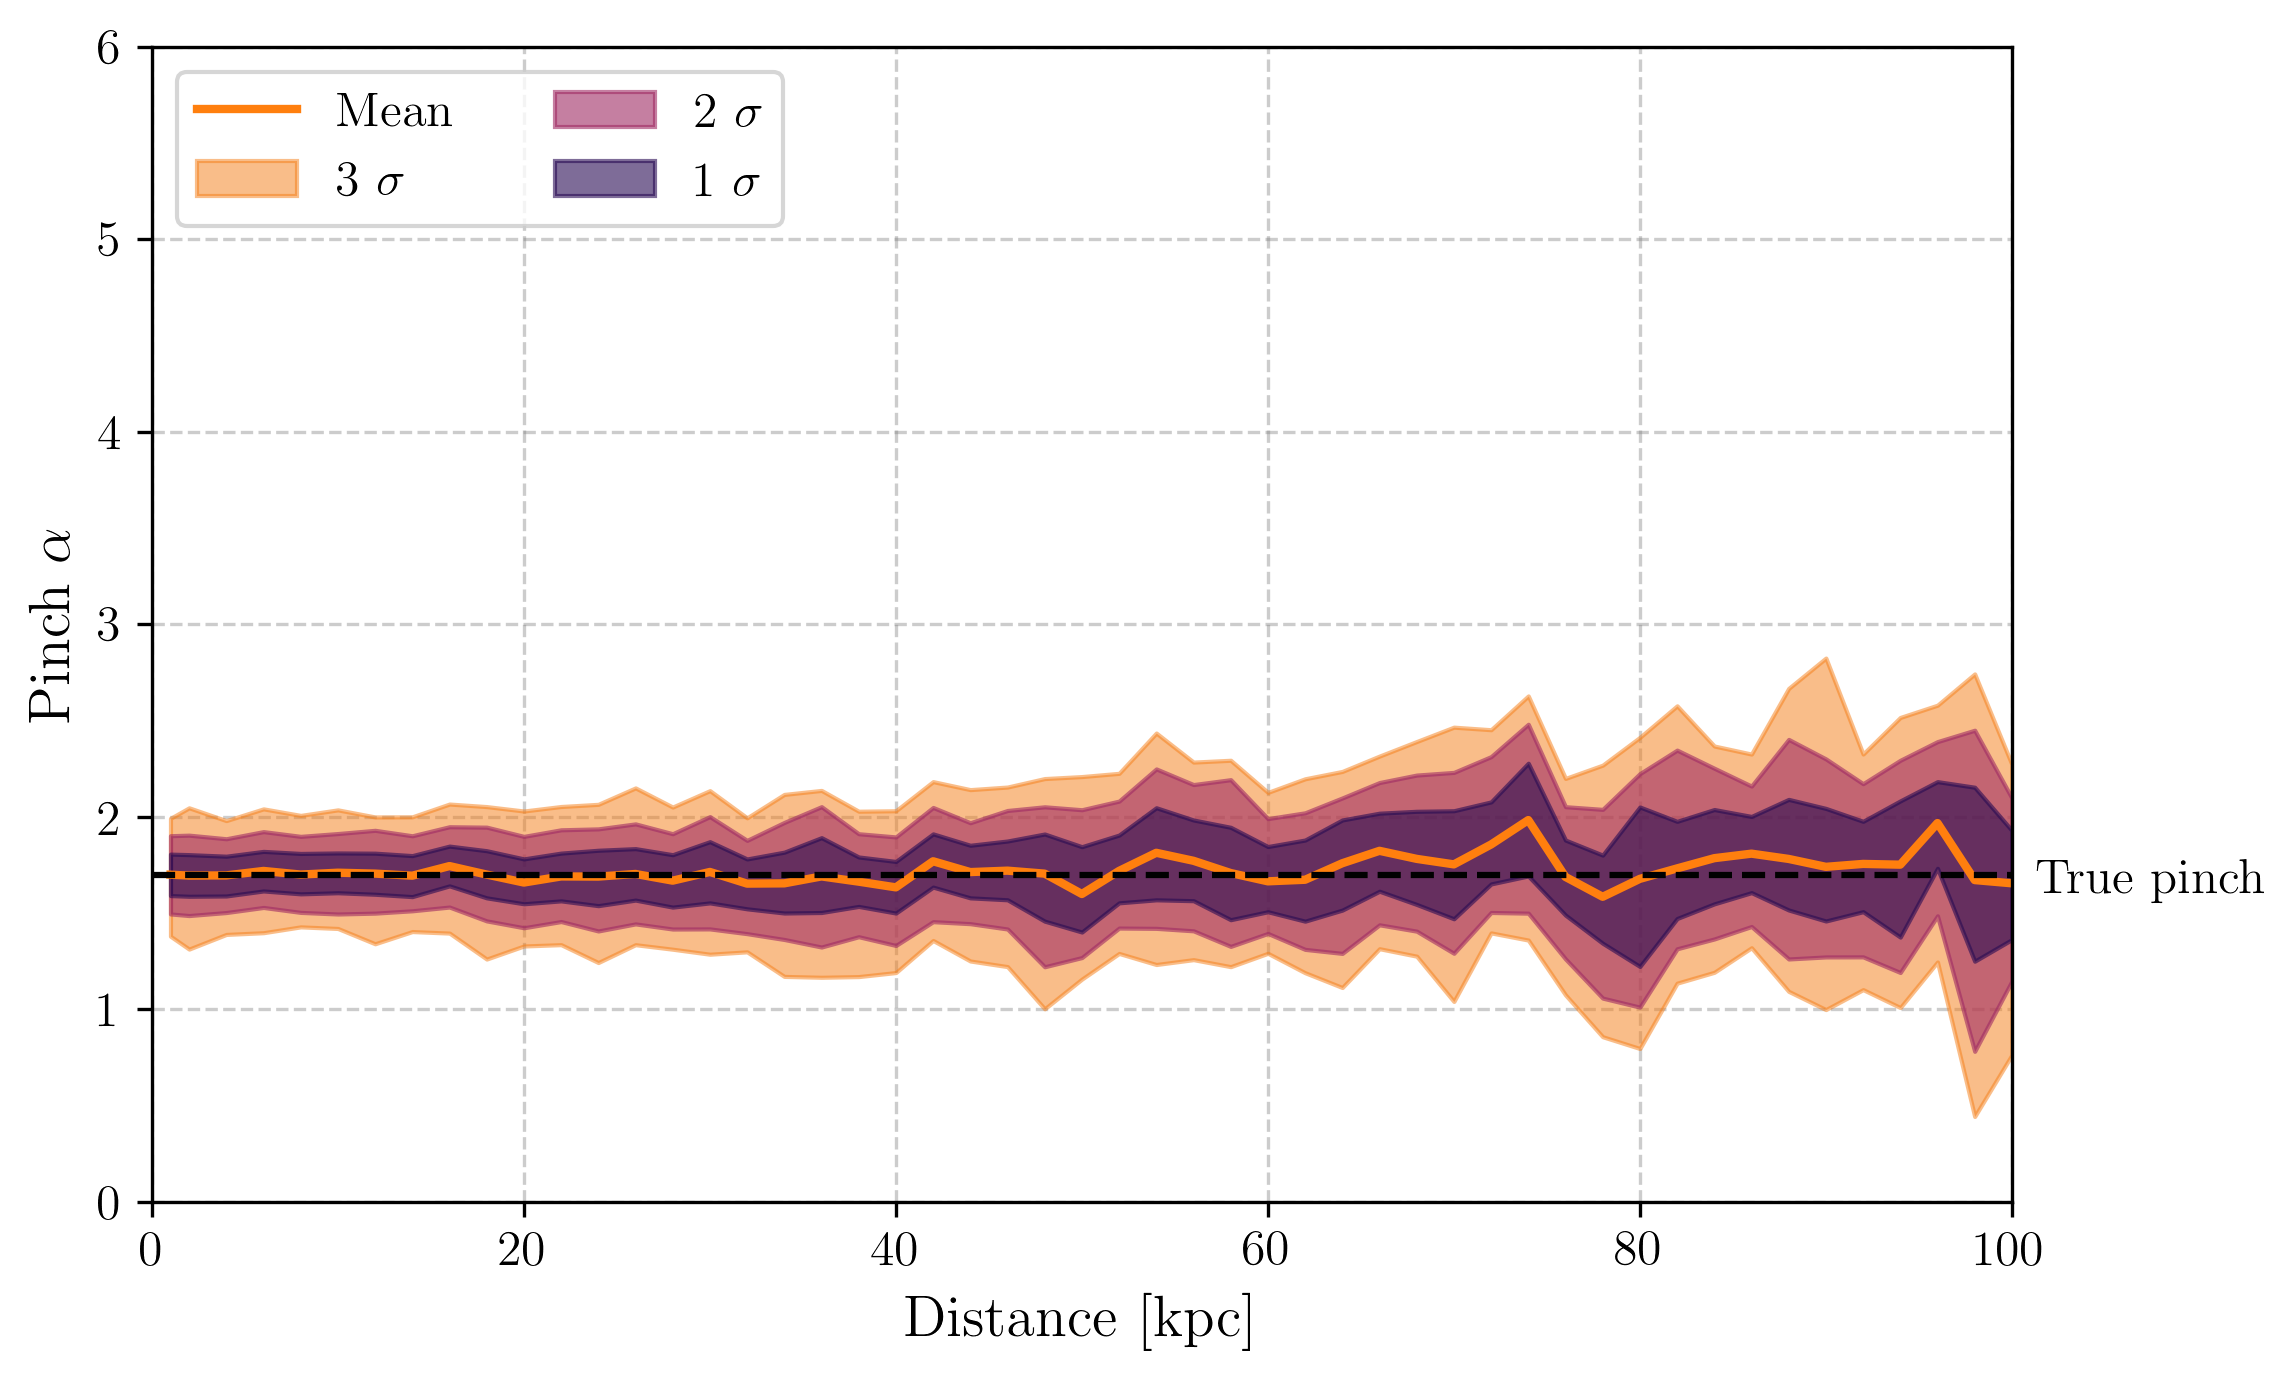 6
5
4
3
2
1
0
Pinch α
Mean
3 σ
2 σ
1 σ
True pinch
0 20 40 60 80 100
Distance [kpc]